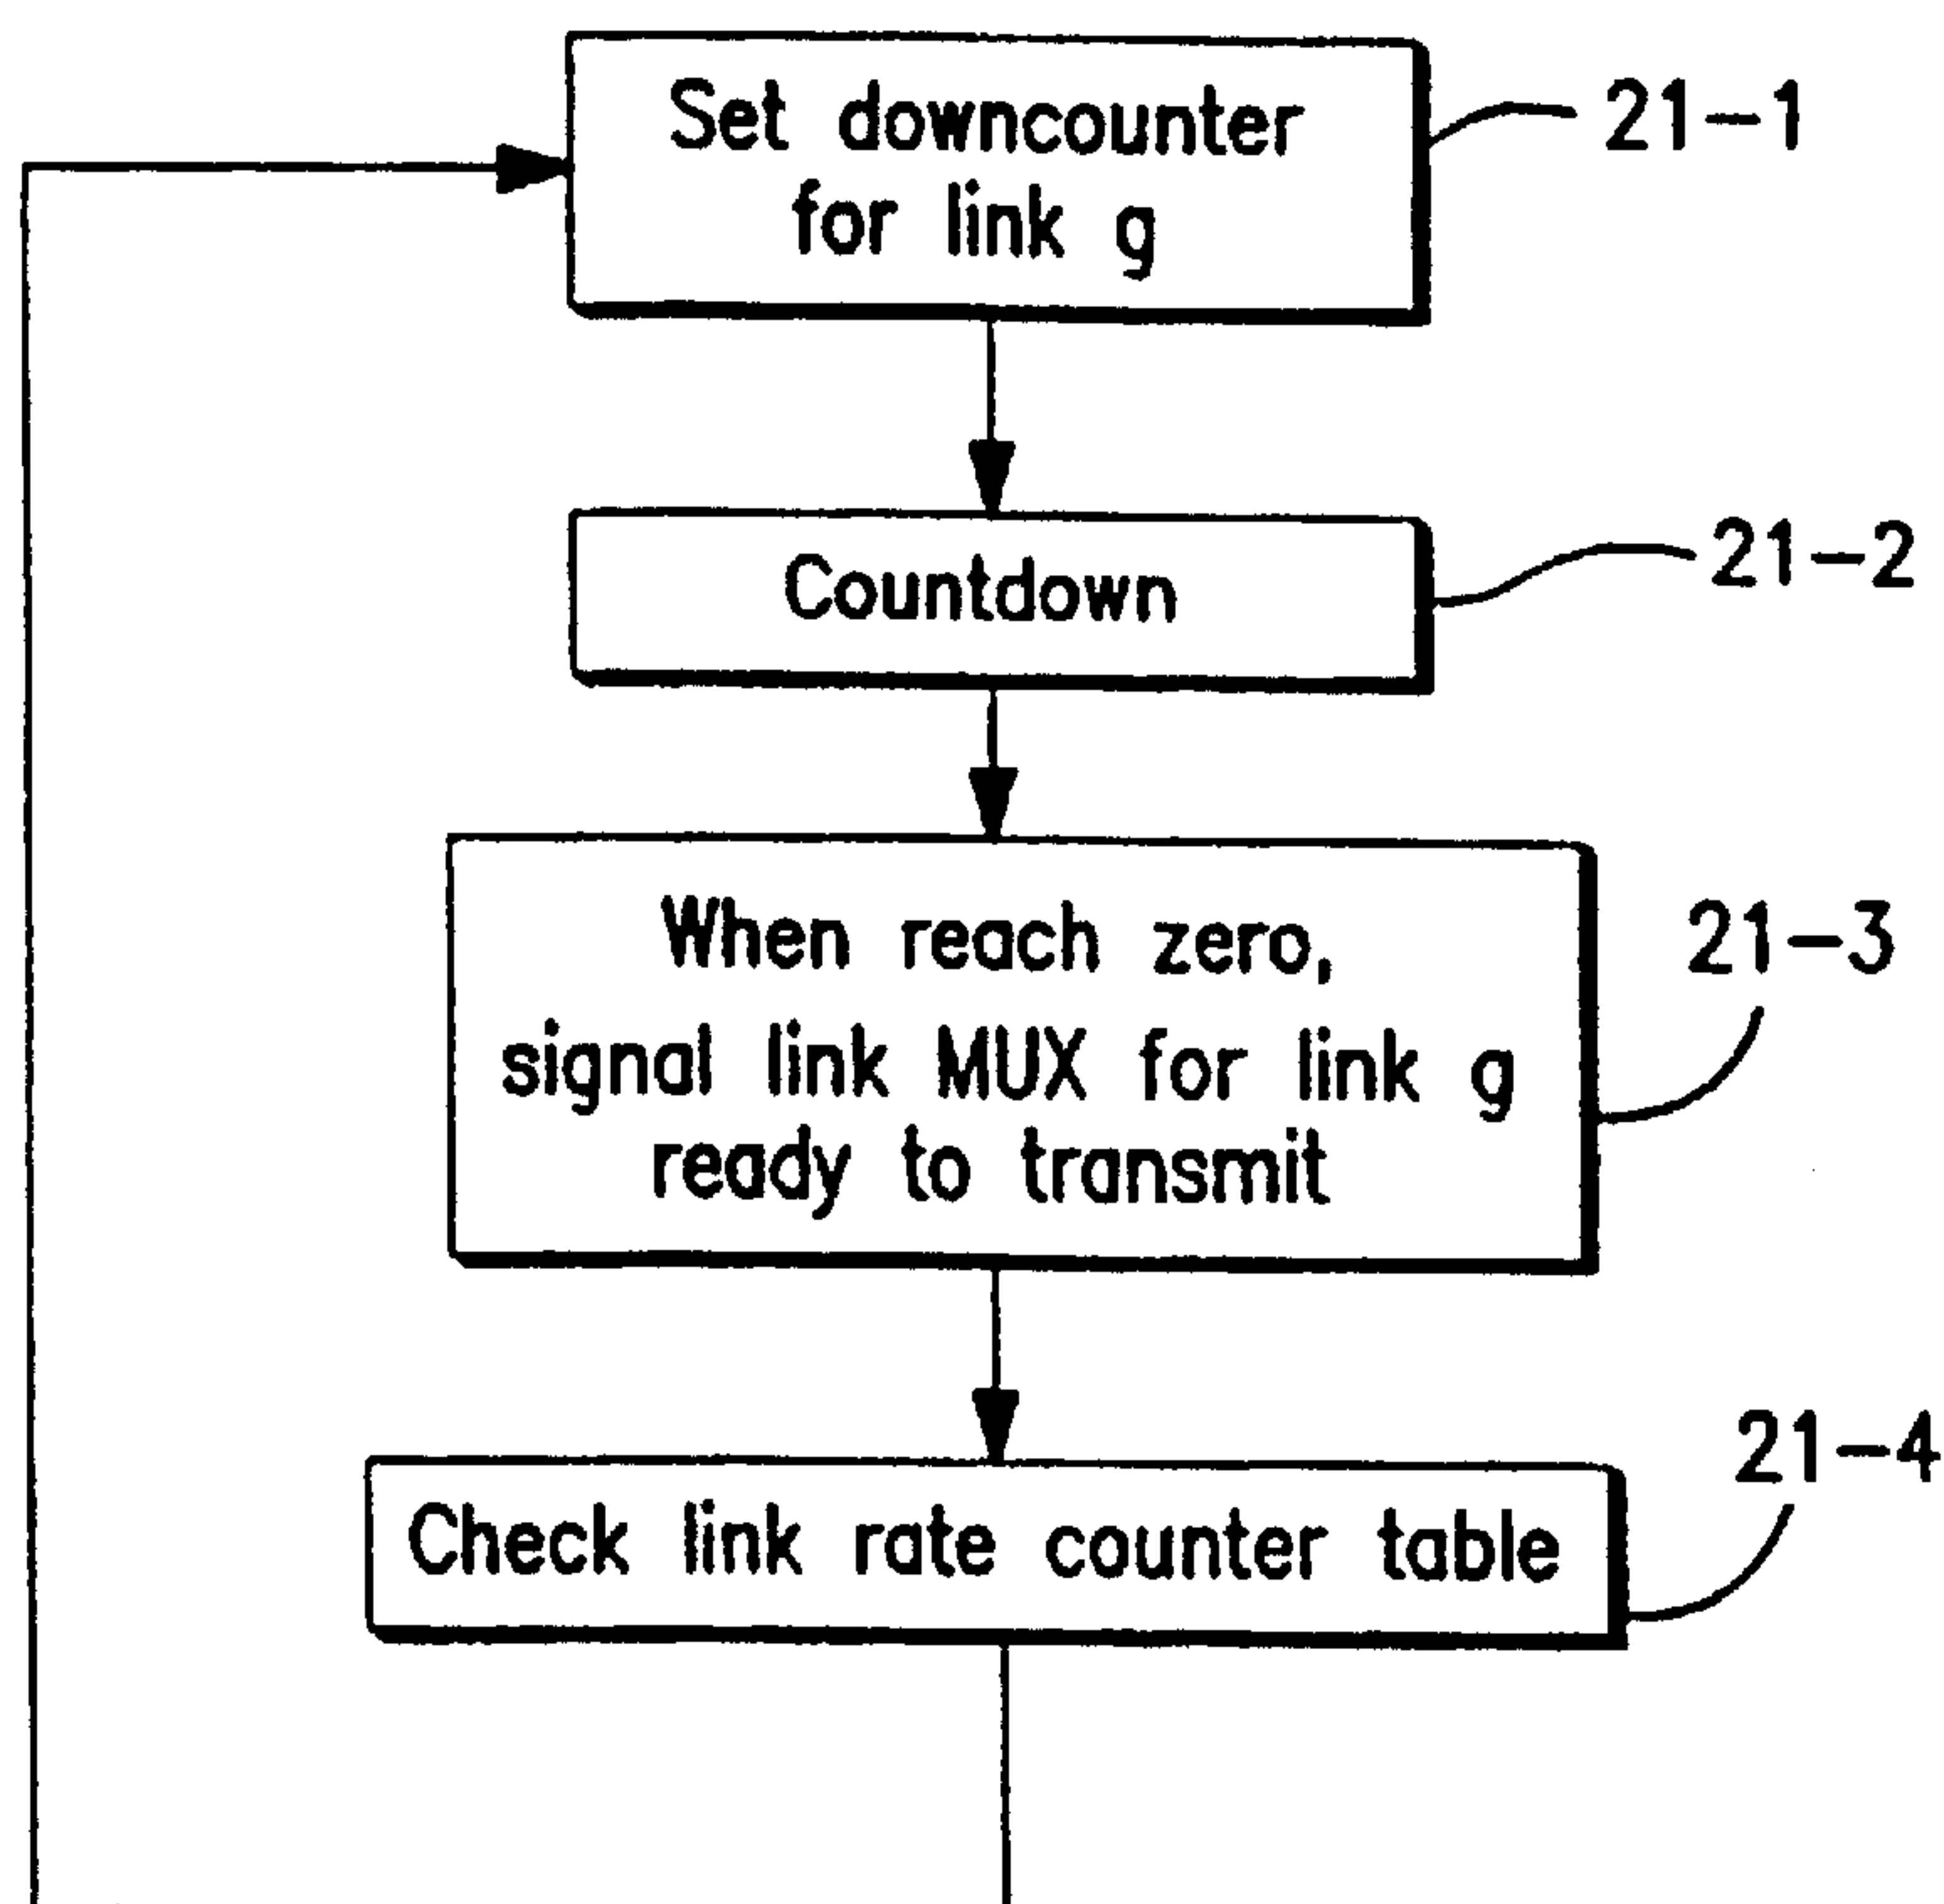 Set downcounter
for link g
21-1
Countdown
21-2
When reach zero,
signal link MUX for link g
ready to transmit
21-3
Check link rate counter table
21-4